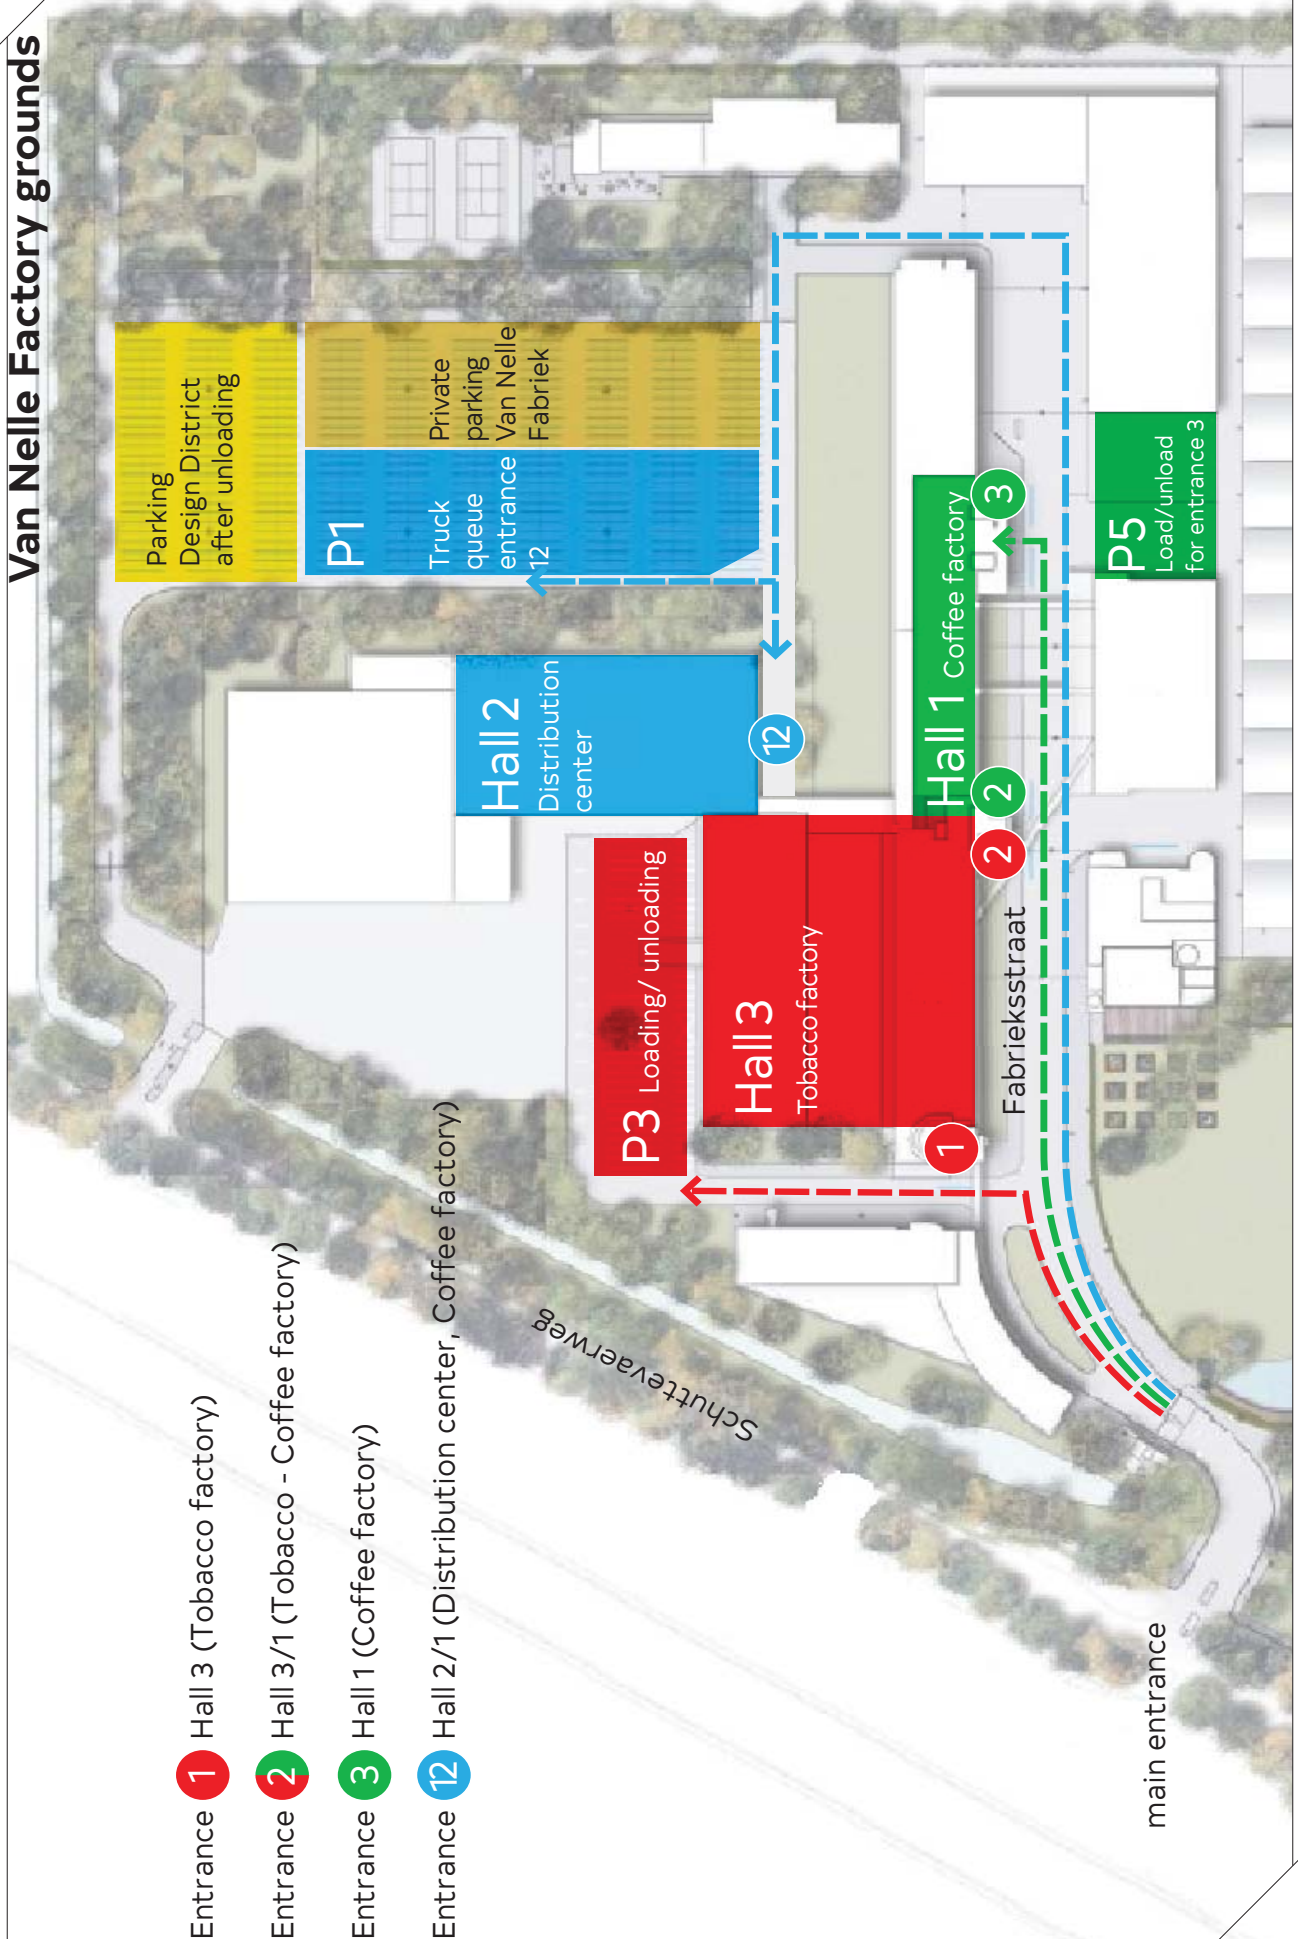 Van Nelle Factory grounds
Entrance 1 Hall 3 (Tobacco factory)
Entrance 2 Hall 3/1 (Tobacco - Coffee factory)
Entrance 3 Hall 1 (Coffee factory)
Entrance 12 Hall 2/1 (Distribution center, Coffee factory)
Parking
Design District
after unloading
P1
Truck
queue
entrance
12
Private
parking
Van Nelle
Fabriek
Hall 2
Distribution
center
12
P3 Loading/ unloading
Hall 3
Tobacco factory
1
2
2
Hall 1 Coffee factory
3
Fabrieksstraat
P5
Load/unload
for entrance 3
Schuttevaerweg
main entrance